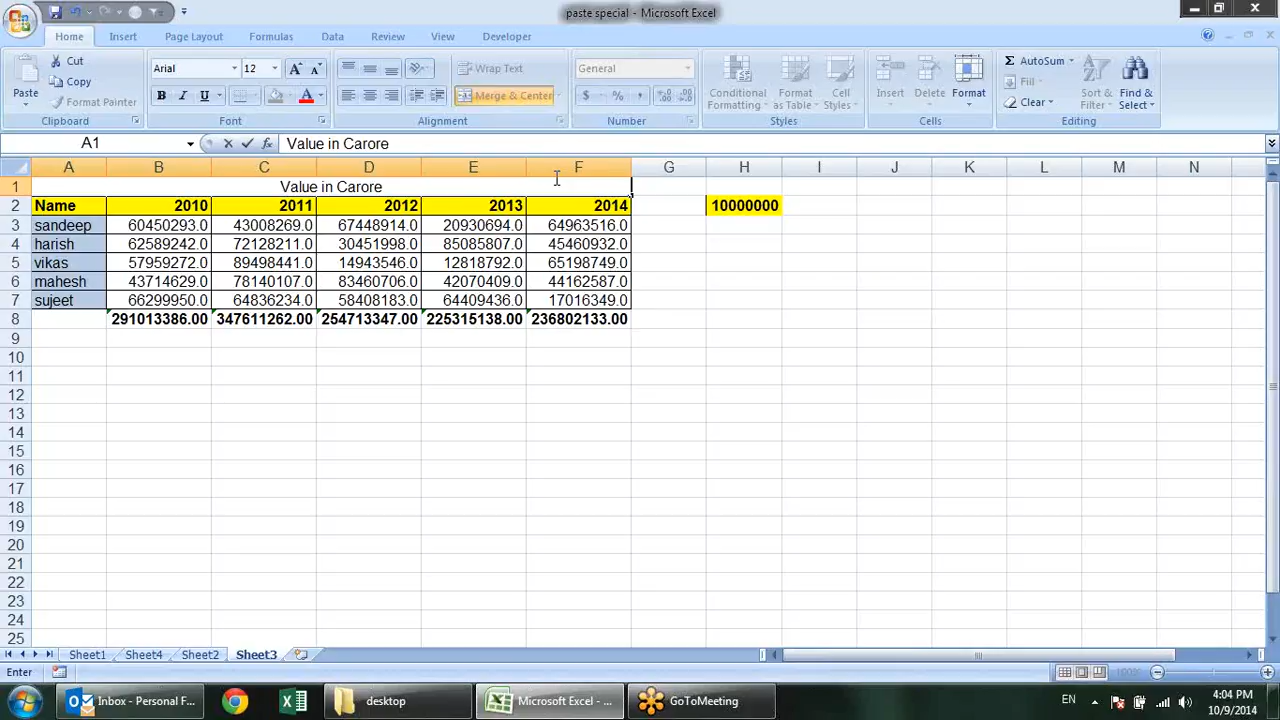 paste special - Microsoft Excel
Home Insert Page Layout Formulas Data Review View Developer
Paste Cut Copy Format Painter
Arial 12
B I U A
Wrap Text
Merge & Center
General
$ % ,
Conditional Formatting
Format as Table
Cell Styles
Insert Delete Format
AutoSum Fill Clear
Sort & Filter
Find & Select
Clipboard Font Alignment Number Styles Cells Editing
A1 fx Value in Carore
A B C D E F G H I J K L M N
1 Value in Carore
2 Name 2010 2011 2012 2013 2014 10000000
3 sandeep 60450293.0 43008269.0 67448914.0 20930694.0 64963516.0
4 harish 62589242.0 72128211.0 30451998.0 85085807.0 45460932.0
5 vikas 57959272.0 89498441.0 14943546.0 12818792.0 65198749.0
6 mahesh 43714629.0 78140107.0 83460706.0 42070409.0 44162587.0
7 sujeet 66299950.0 64836234.0 58408183.0 64409436.0 17016349.0
8 291013386.00 347611262.00 254713347.00 225315138.00 236802133.00
9
10
11
12
13
14
15
16
17
18
19
20
21
22
23
24
25
Sheet1 Sheet4 Sheet2 Sheet3
Enter 100%
Inbox - Personal F... desktop Microsoft Excel - ... GoToMeeting EN 4:04 PM
10/9/2014